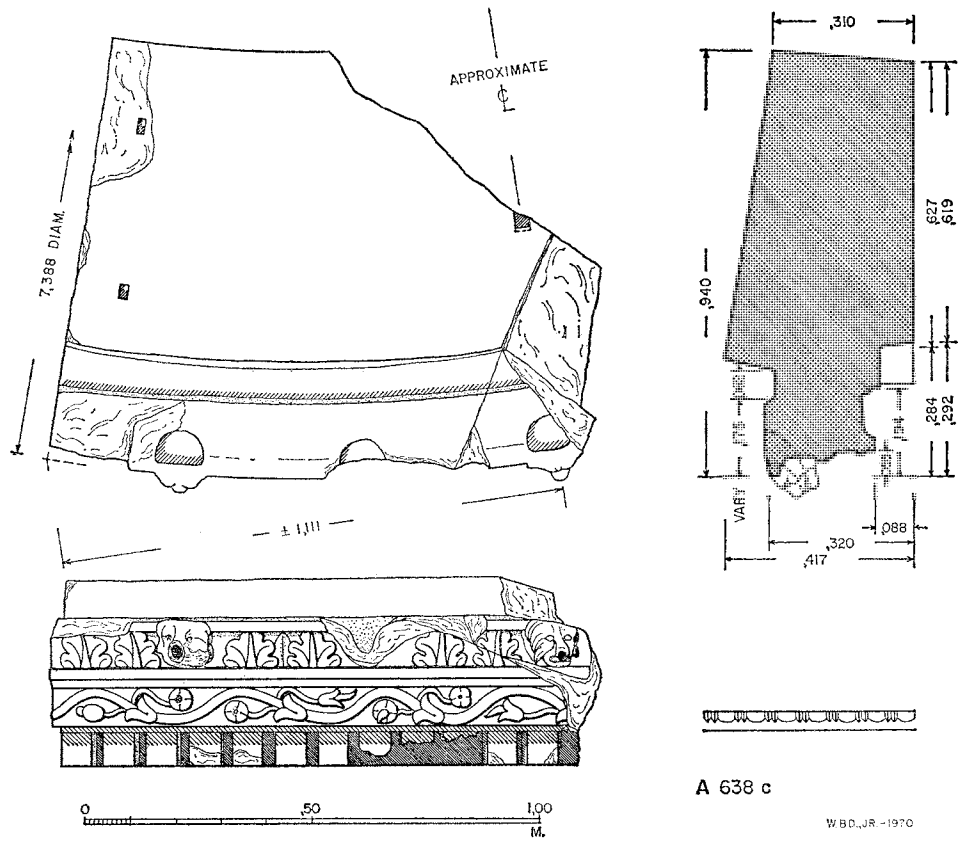 APPROXIMATE
℄
7,388 DIAM.
± 1,111
0 ,50 1,00
M.
,310
,940
,627
,619
,284
,292
VARY
,088
,320
,417
A 638 c
W.B.D.,JR.-1970